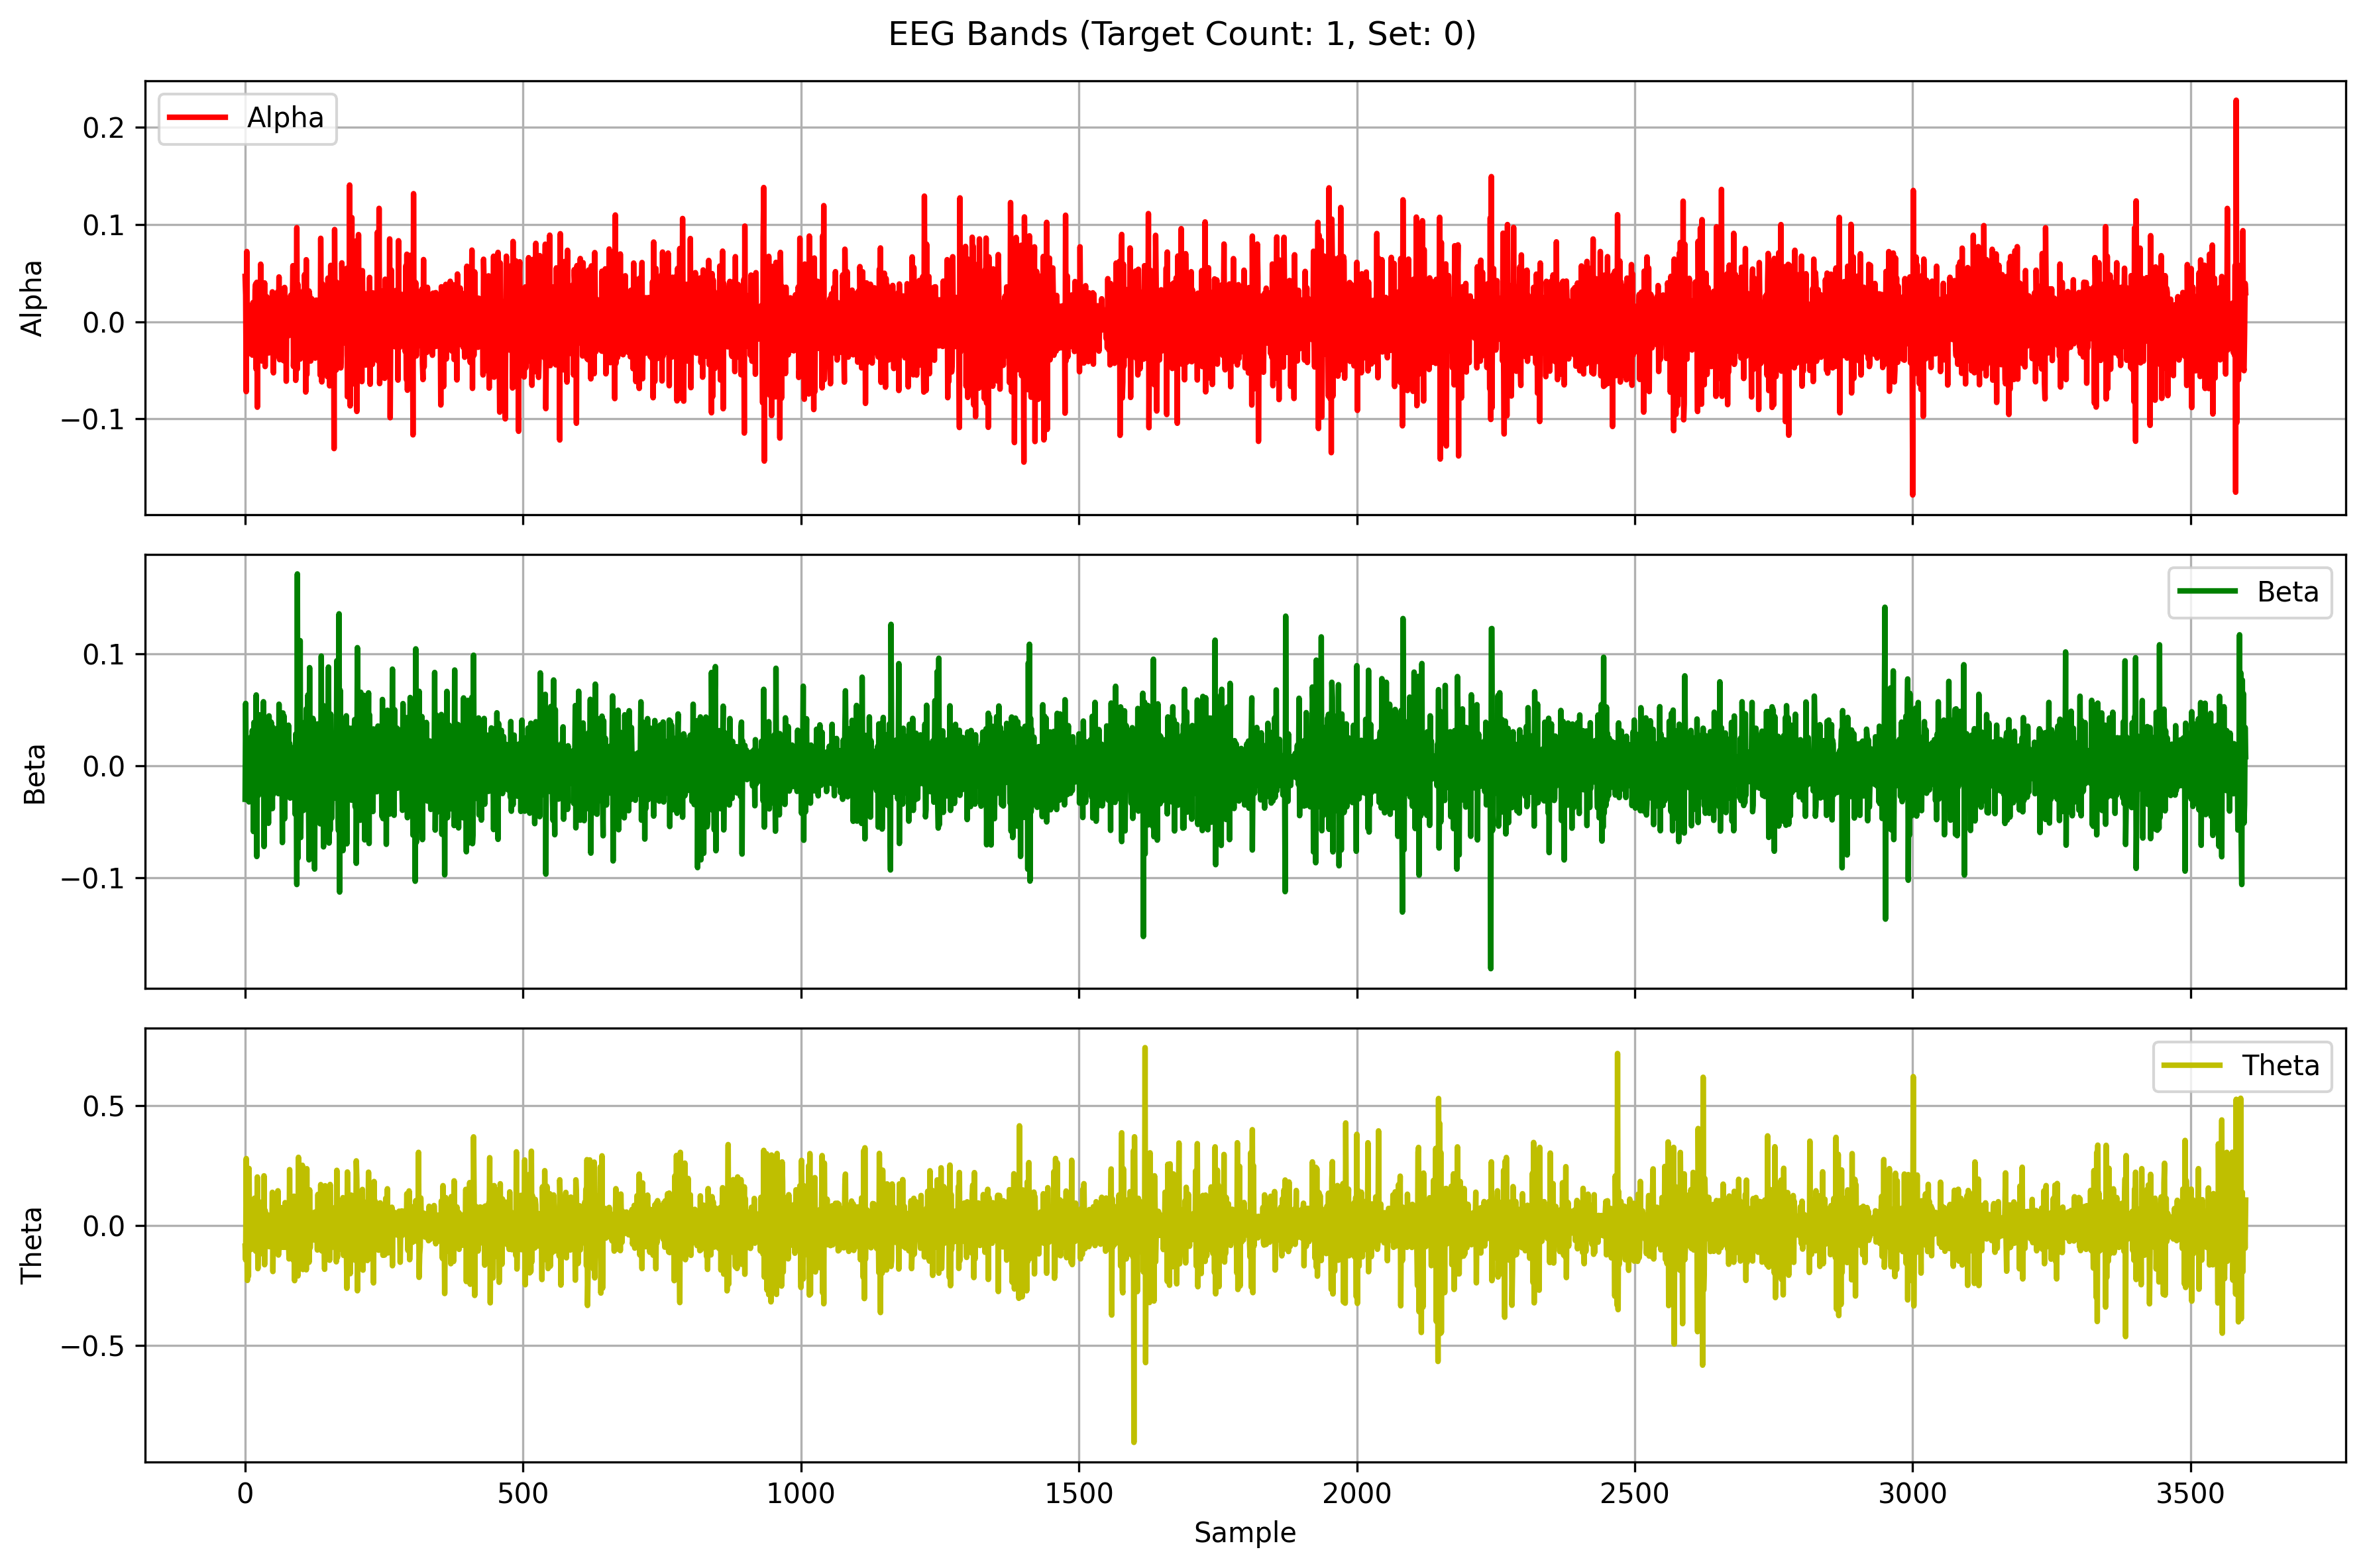 EEG Bands (Target Count: 1, Set: 0)
Alpha
0.2
0.1
0.0
−0.1
Alpha
Beta
0.1
0.0
−0.1
Beta
Theta
0.5
0.0
−0.5
Theta
0 500 1000 1500 2000 2500 3000 3500
Sample